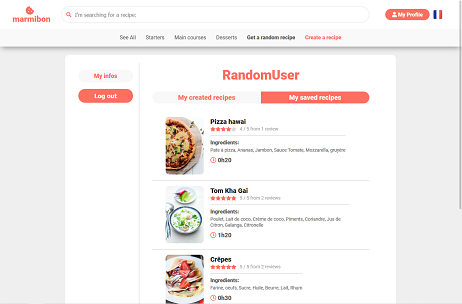 marmibon
I'm searching for a recipe:
My Profile
See All Starters Main courses Desserts Get a random recipe Create a recipe
My infos
Log out
RandomUser
My created recipes
My saved recipes
Pizza hawaï
4 / 5 from 1 review
Ingredients:
Pate à pizza, Ananas, Jambon, Sauce Tomate, Mozzarella, gruyère
0h20
Tom Kha Gai
5 / 5 from 2 reviews
Ingredients:
Poulet, Lait de coco, Crème de coco, Piments, Coriandre, Jus de
Citron, Galanga, Citronelle
1h20
Crêpes
5 / 5 from 2 reviews
Ingredients:
Farine, oeufs, Sucre, Huile, Beurre, Lait, Rhum
0h30